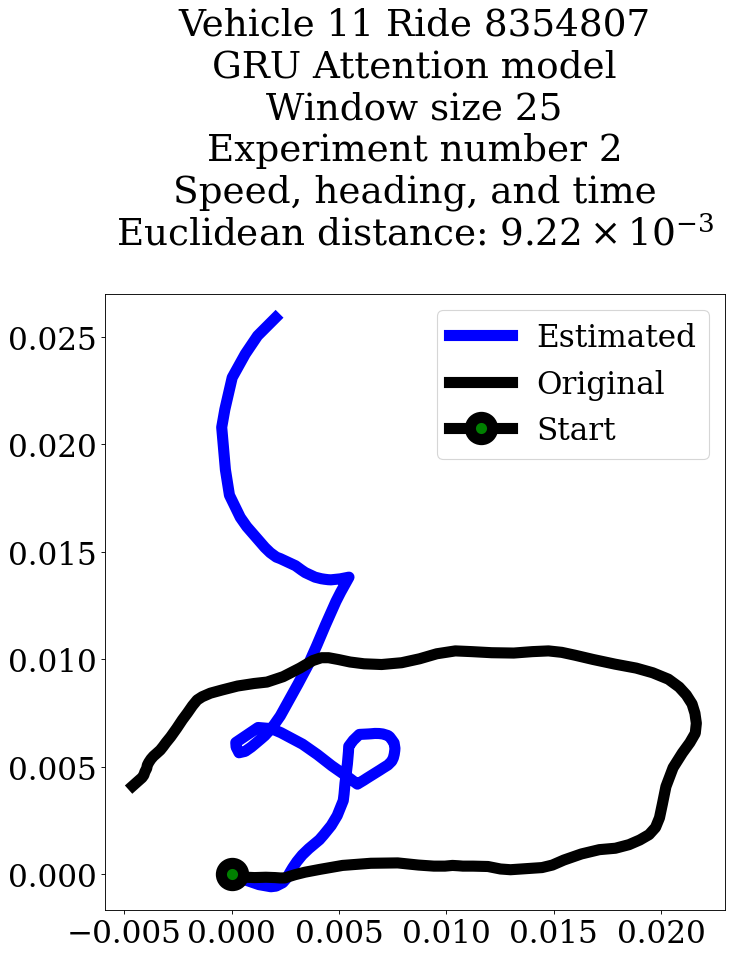 Vehicle 11 Ride 8354807
GRU Attention model
Window size 25
Experiment number 2
Speed, heading, and time
Euclidean distance: 9.22 × 10⁻³
Estimated
Original
Start
0.025
0.020
0.015
0.010
0.005
0.000
−0.005 0.000 0.005 0.010 0.015 0.020